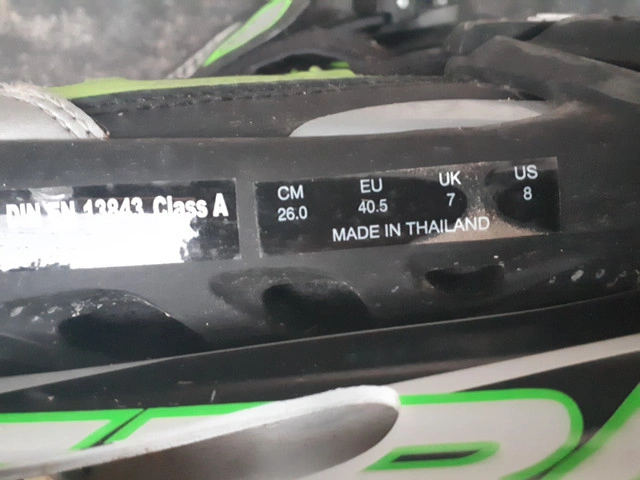 DIN EN 13843 Class A
CM EU UK US
26.0 40.5 7 8
MADE IN THAILAND